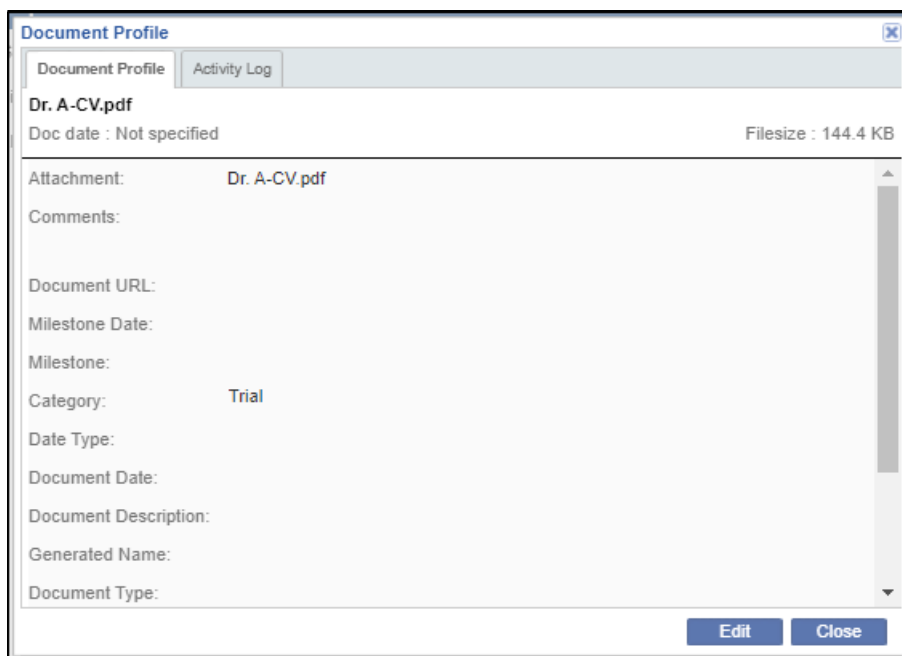 Document Profile
Document Profile Activity Log
Dr. A-CV.pdf
Doc date : Not specified Filesize : 144.4 KB
Attachment: Dr. A-CV.pdf
Comments:
Document URL:
Milestone Date:
Milestone:
Category: Trial
Date Type:
Document Date:
Document Description:
Generated Name:
Document Type:
Edit Close